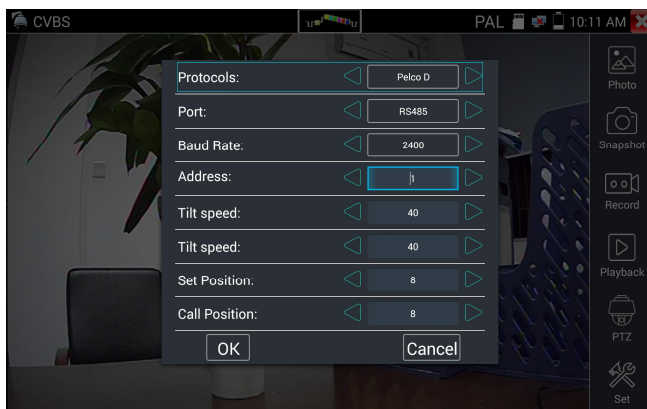 CVBS PAL 10:11 AM
Protocols: Pelco D
Photo
Port: RS485
Baud Rate: 2400
Snapshot
Address: 1
Record
Tilt speed: 40
Tilt speed: 40
Playback
Set Position: 8
Call Position: 8
PTZ
OK Cancel
Set